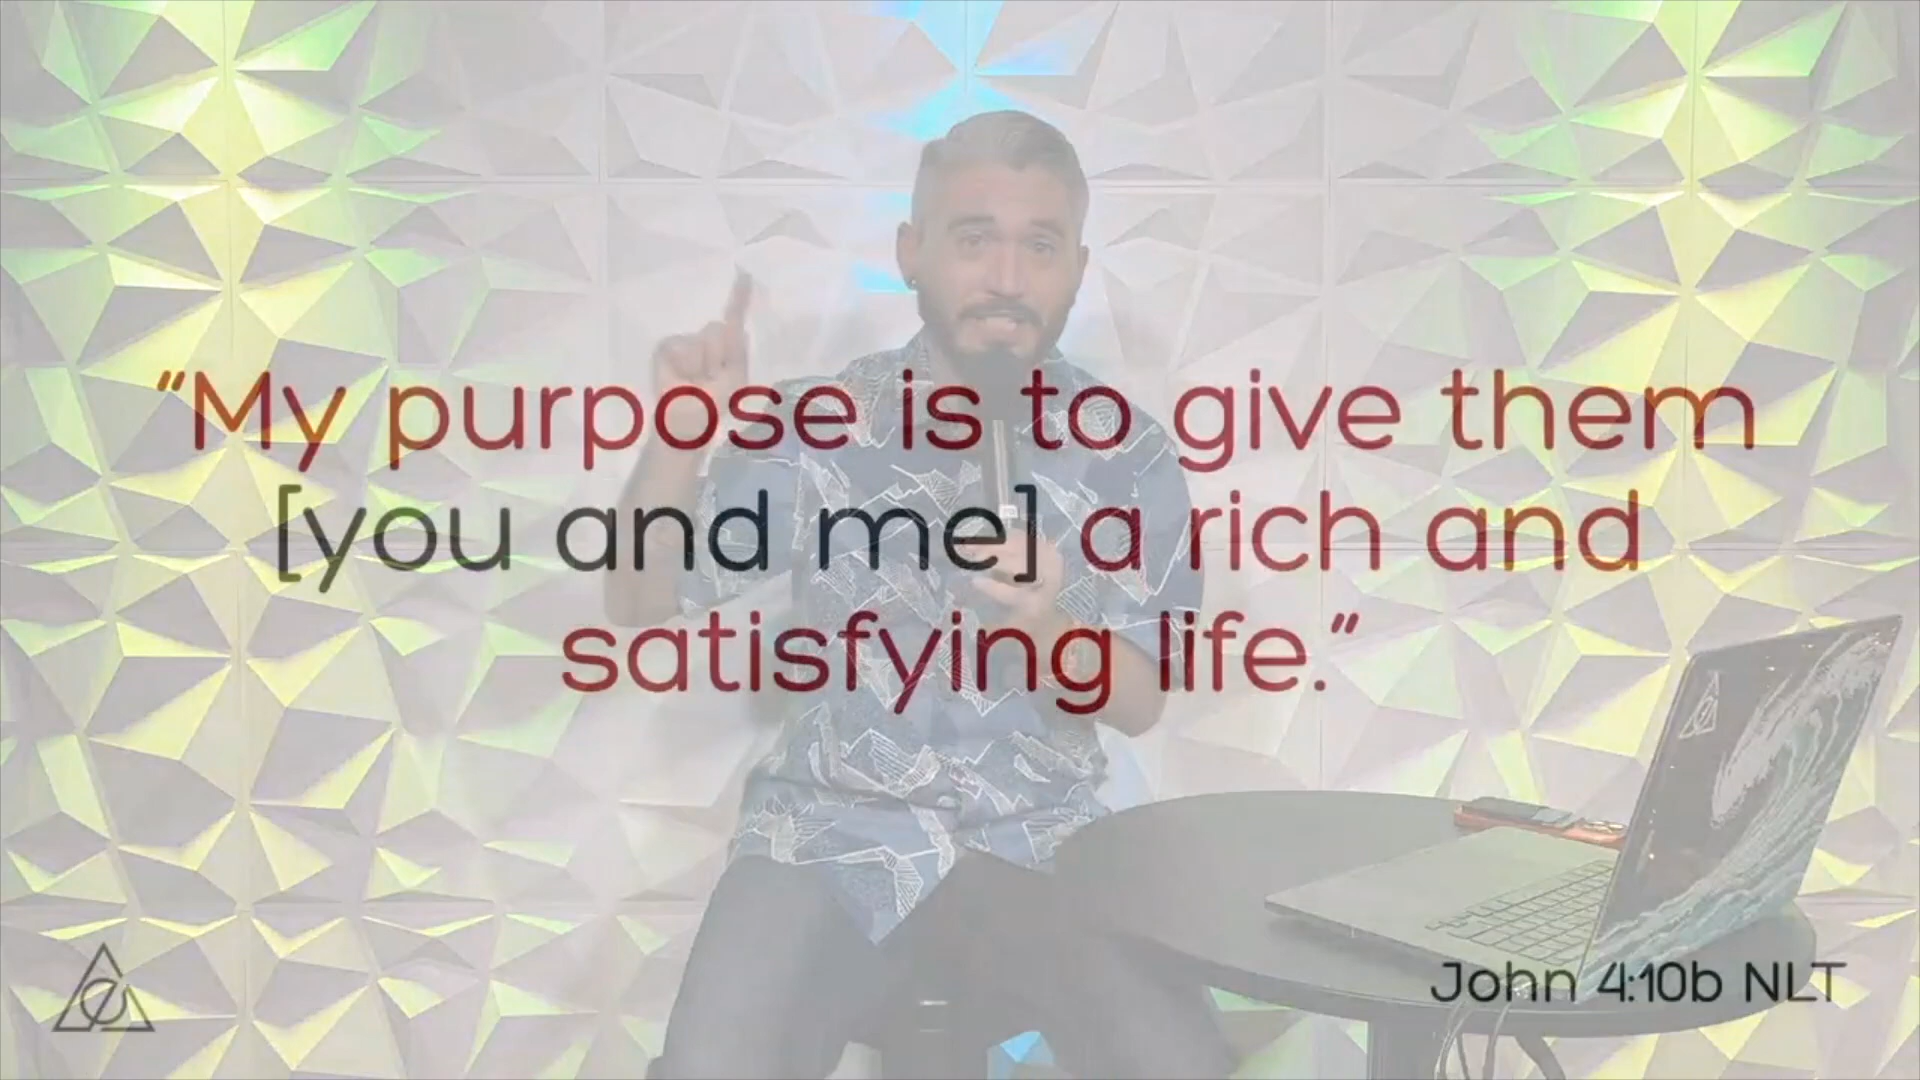 “My purpose is to give them
[you and me] a rich and
satisfying life.”
John 4:10b NLT